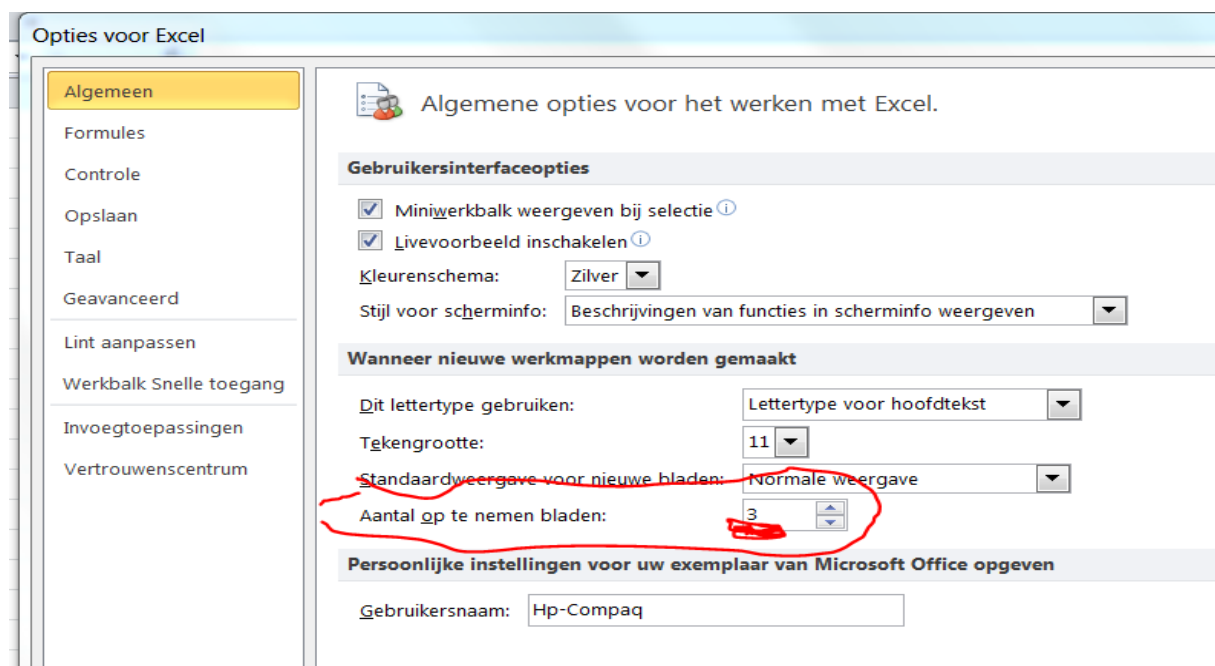 Opties voor Excel
Algemeen
Formules
Controle
Opslaan
Taal
Geavanceerd
Lint aanpassen
Werkbalk Snelle toegang
Invoegtoepassingen
Vertrouwenscentrum
Algemene opties voor het werken met Excel.
Gebruikersinterfaceopties
Miniwerkbalk weergeven bij selectie
Livevoorbeeld inschakelen
Kleurenschema: Zilver
Stijl voor scherminfo: Beschrijvingen van functies in scherminfo weergeven
Wanneer nieuwe werkmappen worden gemaakt
Dit lettertype gebruiken: Lettertype voor hoofdtekst
Tekengrootte: 11
Standaardweergave voor nieuwe bladen: Normale weergave
Aantal op te nemen bladen: 3
Persoonlijke instellingen voor uw exemplaar van Microsoft Office opgeven
Gebruikersnaam: Hp-Compaq